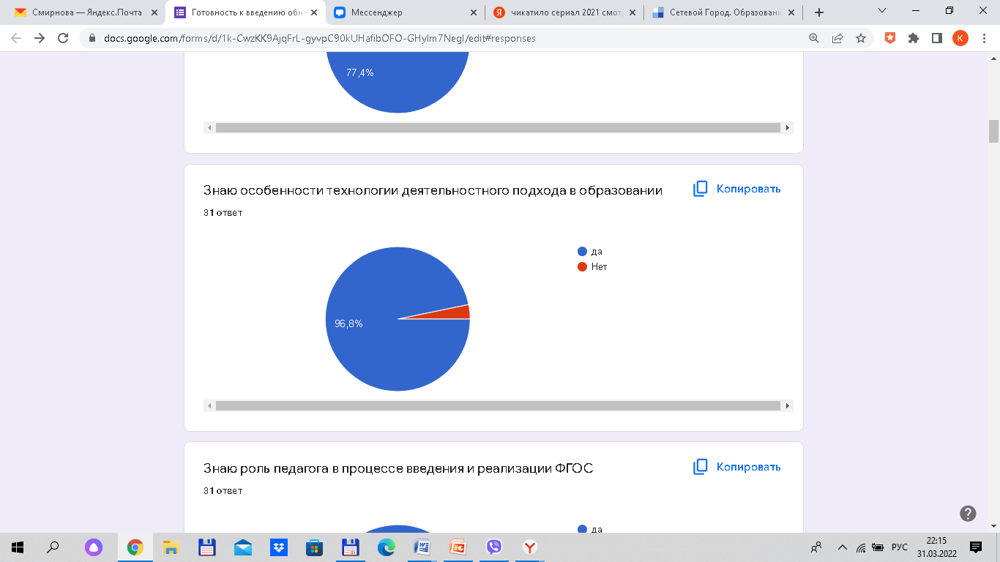 Смирнова — Яндекс.Почта
Готовность к введению обн
Мессенджер
чикатило сериал 2021 смот
Сетевой Город. Образовани
docs.google.com/forms/d/1k-CwzKK9AjqFrL-gyvpC90kUHafibOFO-GHyIm7NegI/edit#responses
K
77,4%
Знаю особенности технологии деятельностного подхода в образовании
Копировать
31 ответ
да
Нет
96,8%
Знаю роль педагога в процессе введения и реализации ФГОС
Копировать
31 ответ
да
РУС
22:15
31.03.2022